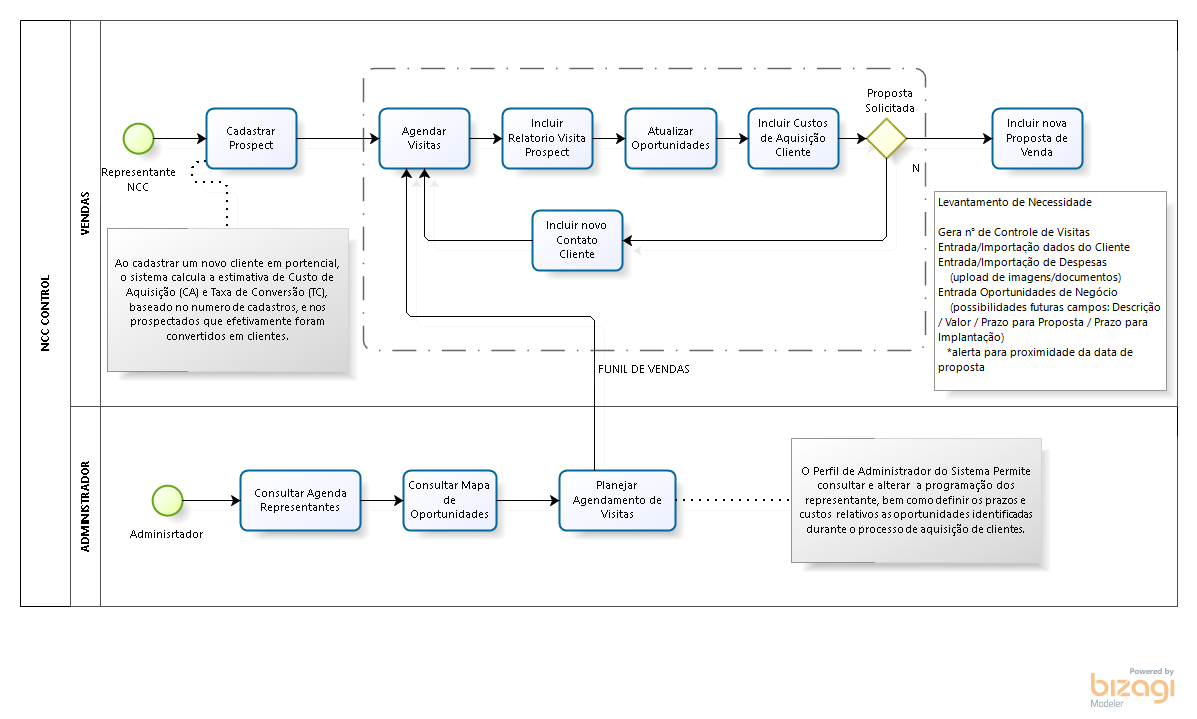 NCC CONTROL
VENDAS
Representante
NCC
Cadastrar
Prospect
Agendar
Visitas
Incluir
Relatorio Visita
Prospect
Atualizar
Oportunidades
Incluir Custos
de Aquisição
Cliente
Proposta
Solicitada
N
Incluir nova
Proposta de
Venda
Incluir novo
Contato
Cliente
Ao cadastrar um novo cliente em portencial,
o sistema calcula a estimativa de Custo de
Aquisição (CA) e Taxa de Conversão (TC),
baseado no numero de cadastros, e nos
prospectados que efetivamente foram
convertidos em clientes.
Levantamento de Necessidade
Gera n° de Controle de Visitas
Entrada/Importação dados do Cliente
Entrada/Importação de Despesas
(upload de imagens/documentos)
Entrada Oportunidades de Negócio
(possibilidades futuras campos: Descrição
/ Valor / Prazo para Proposta / Prazo para
Implantação)
*alerta para proximidade da data de
proposta
FUNIL DE VENDAS
ADMINISTRADOR
Adminisrtador
Consultar Agenda
Representantes
Consultar Mapa
de
Oportunidades
Planejar
Agendamento de
Visitas
O Perfil de Administrador do Sistema Permite
consultar e alterar a programação dos
representante, bem como definir os prazos e
custos relativos as oportunidades identificadas
durante o processo de aquisição de clientes.
Powered by
bizagi
Modeler